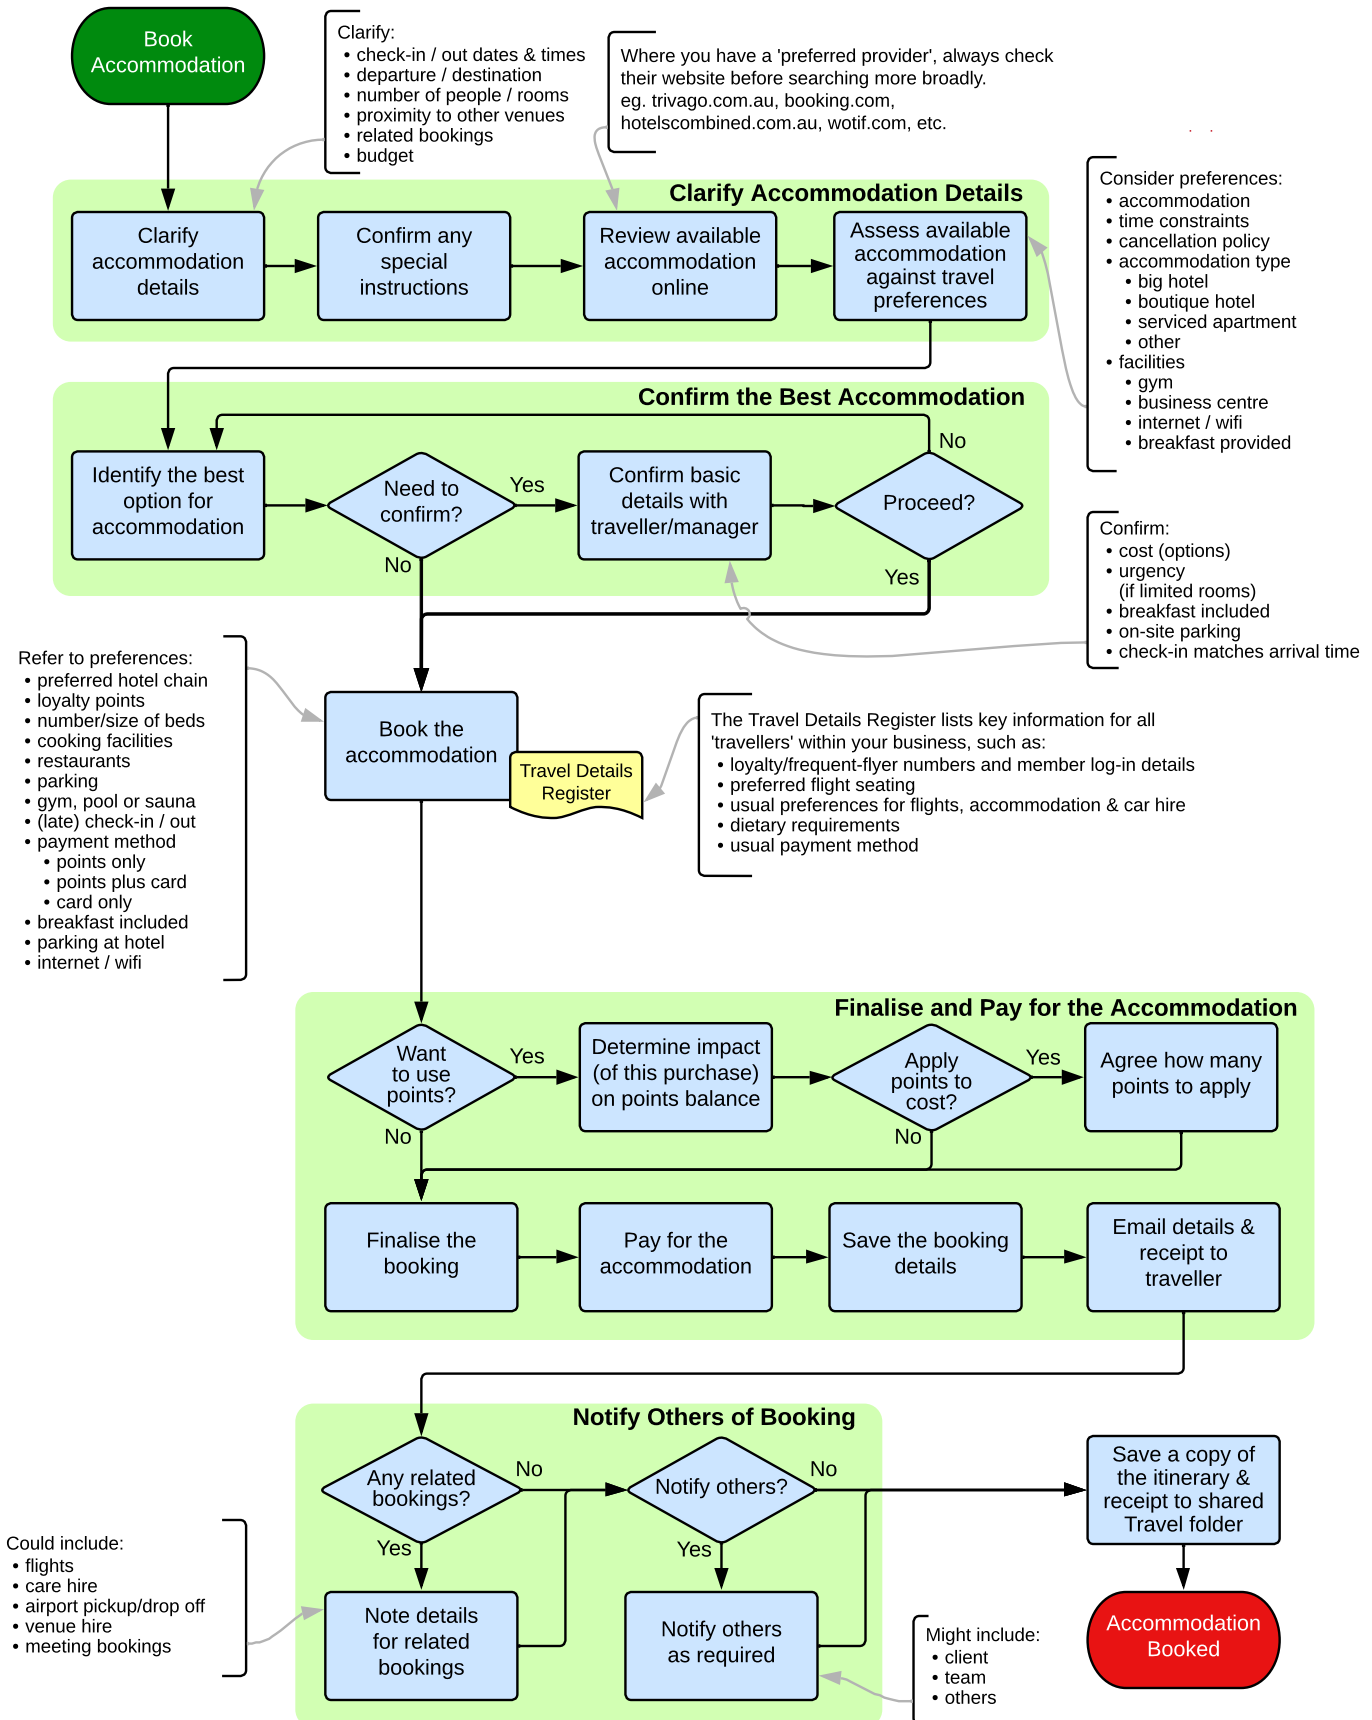 Book
Accommodation
Clarify:
• check-in / out dates & times
• departure / destination
• number of people / rooms
• proximity to other venues
• related bookings
• budget
Where you have a 'preferred provider', always check
their website before searching more broadly.
eg. trivago.com.au, booking.com,
hotelscombined.com.au, wotif.com, etc.
Consider preferences:
• accommodation
• time constraints
• cancellation policy
• accommodation type
• big hotel
• boutique hotel
• serviced apartment
• other
• facilities
• gym
• business centre
• internet / wifi
• breakfast provided
Clarify Accommodation Details
Clarify
accommodation
details
Confirm any
special
instructions
Review available
accommodation
online
Assess available
accommodation
against travel
preferences
Confirm the Best Accommodation
Identify the best
option for
accommodation
Need to
confirm?
Yes
No
Confirm basic
details with
traveller/manager
Proceed?
No
Yes
Confirm:
• cost (options)
• urgency
(if limited rooms)
• breakfast included
• on-site parking
• check-in matches arrival time
Refer to preferences:
• preferred hotel chain
• loyalty points
• number/size of beds
• cooking facilities
• restaurants
• parking
• gym, pool or sauna
• (late) check-in / out
• payment method
• points only
• points plus card
• card only
• breakfast included
• parking at hotel
• internet / wifi
Book the
accommodation
Travel Details
Register
The Travel Details Register lists key information for all
'travellers' within your business, such as:
• loyalty/frequent-flyer numbers and member log-in details
• preferred flight seating
• usual preferences for flights, accommodation & car hire
• dietary requirements
• usual payment method
Finalise and Pay for the Accommodation
Want
to use
points?
Yes
No
Determine impact
(of this purchase)
on points balance
Apply
points to
cost?
Yes
No
Agree how many
points to apply
Finalise the
booking
Pay for the
accommodation
Save the booking
details
Email details &
receipt to
traveller
Notify Others of Booking
Any related
bookings?
No
Yes
Notify others?
No
Yes
Save a copy of
the itinerary &
receipt to shared
Travel folder
Could include:
• flights
• care hire
• airport pickup/drop off
• venue hire
• meeting bookings
Note details
for related
bookings
Notify others
as required
Might include:
• client
• team
• others
Accommodation
Booked